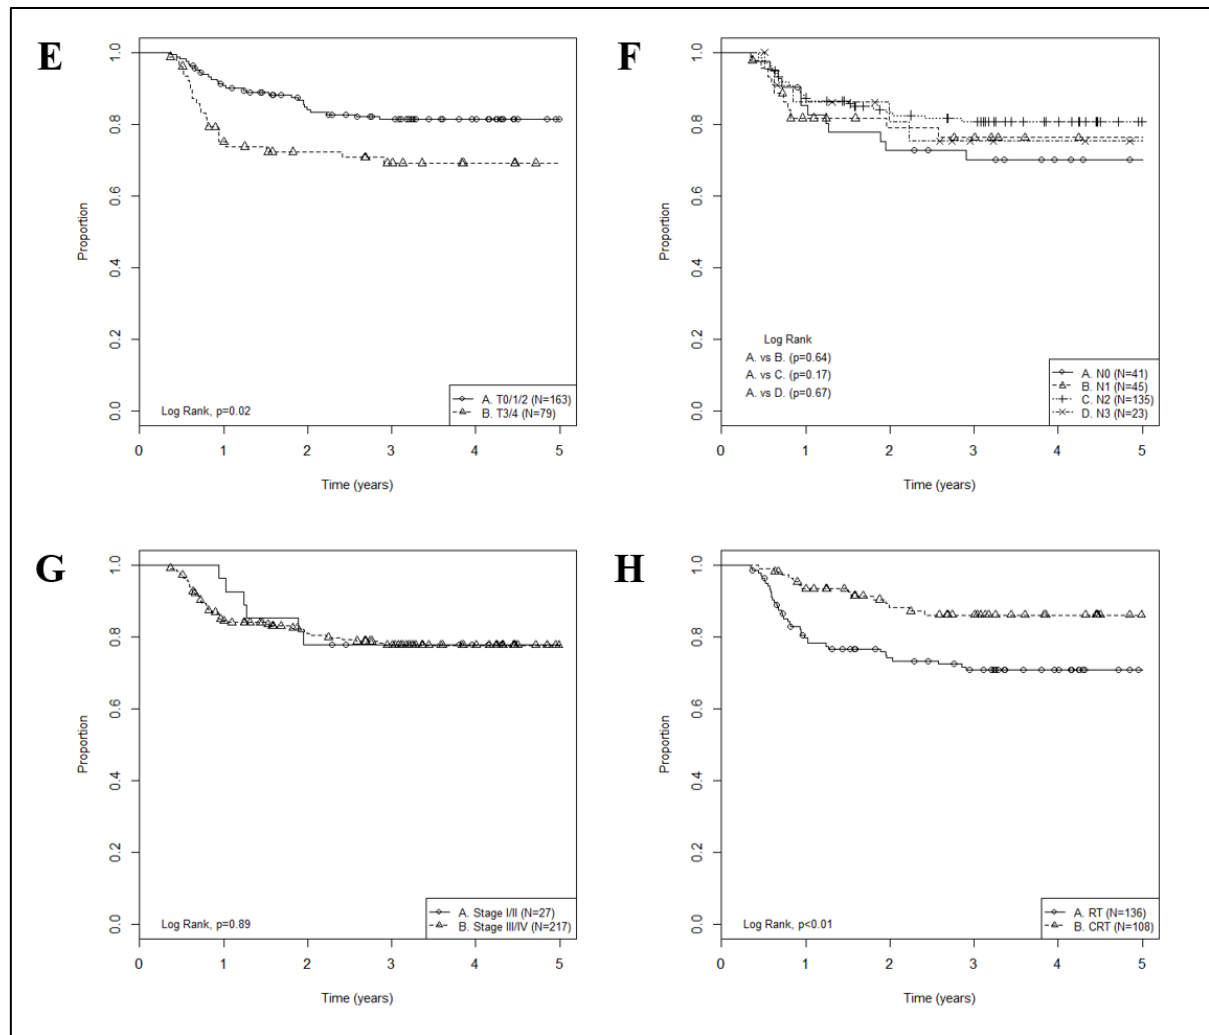 E
1.0
0.8
0.6
0.4
0.2
0.0
Proportion
Log Rank, p=0.02
A. T0/1/2 (N=163)
B. T3/4 (N=79)
0 1 2 3 4 5
Time (years)
F
1.0
0.8
0.6
0.4
0.2
0.0
Proportion
Log Rank
A. vs B. (p=0.64)
A. vs C. (p=0.17)
A. vs D. (p=0.67)
A. N0 (N=41)
B. N1 (N=45)
C. N2 (N=135)
D. N3 (N=23)
0 1 2 3 4 5
Time (years)
G
1.0
0.8
0.6
0.4
0.2
0.0
Proportion
Log Rank, p=0.89
A. Stage I/II (N=27)
B. Stage III/IV (N=217)
0 1 2 3 4 5
Time (years)
H
1.0
0.8
0.6
0.4
0.2
0.0
Proportion
Log Rank, p<0.01
A. RT (N=136)
B. CRT (N=108)
0 1 2 3 4 5
Time (years)